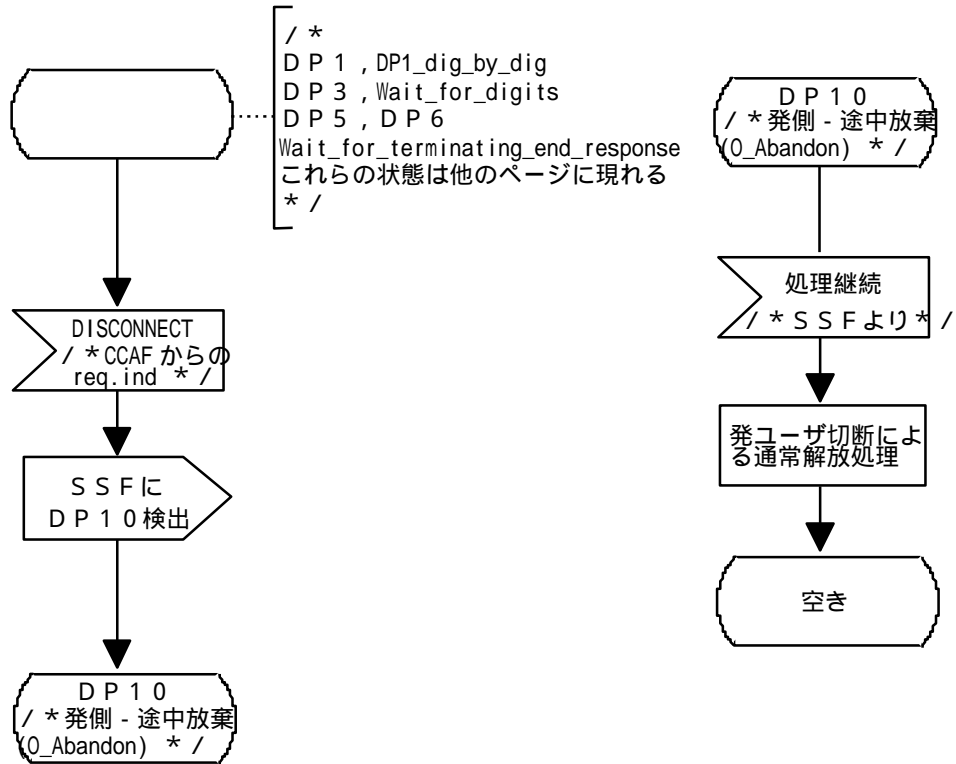 / *
ＤＰ１,DP1_dig_by_dig
ＤＰ３,Wait_for_digits
ＤＰ５,ＤＰ６
Wait_for_terminating_end_response
これらの状態は他のページに現れる
* /
DISCONNECT
/ *CCAFからの
req.ind * /
ＳＳＦに
ＤＰ１０検出
ＤＰ１０
/ *発側-途中放棄
(O_Abandon) * /
ＤＰ１０
/ *発側-途中放棄
(O_Abandon) * /
処理継続
/ *ＳＳＦより* /
発ユーザ切断によ
る通常解放処理
空き